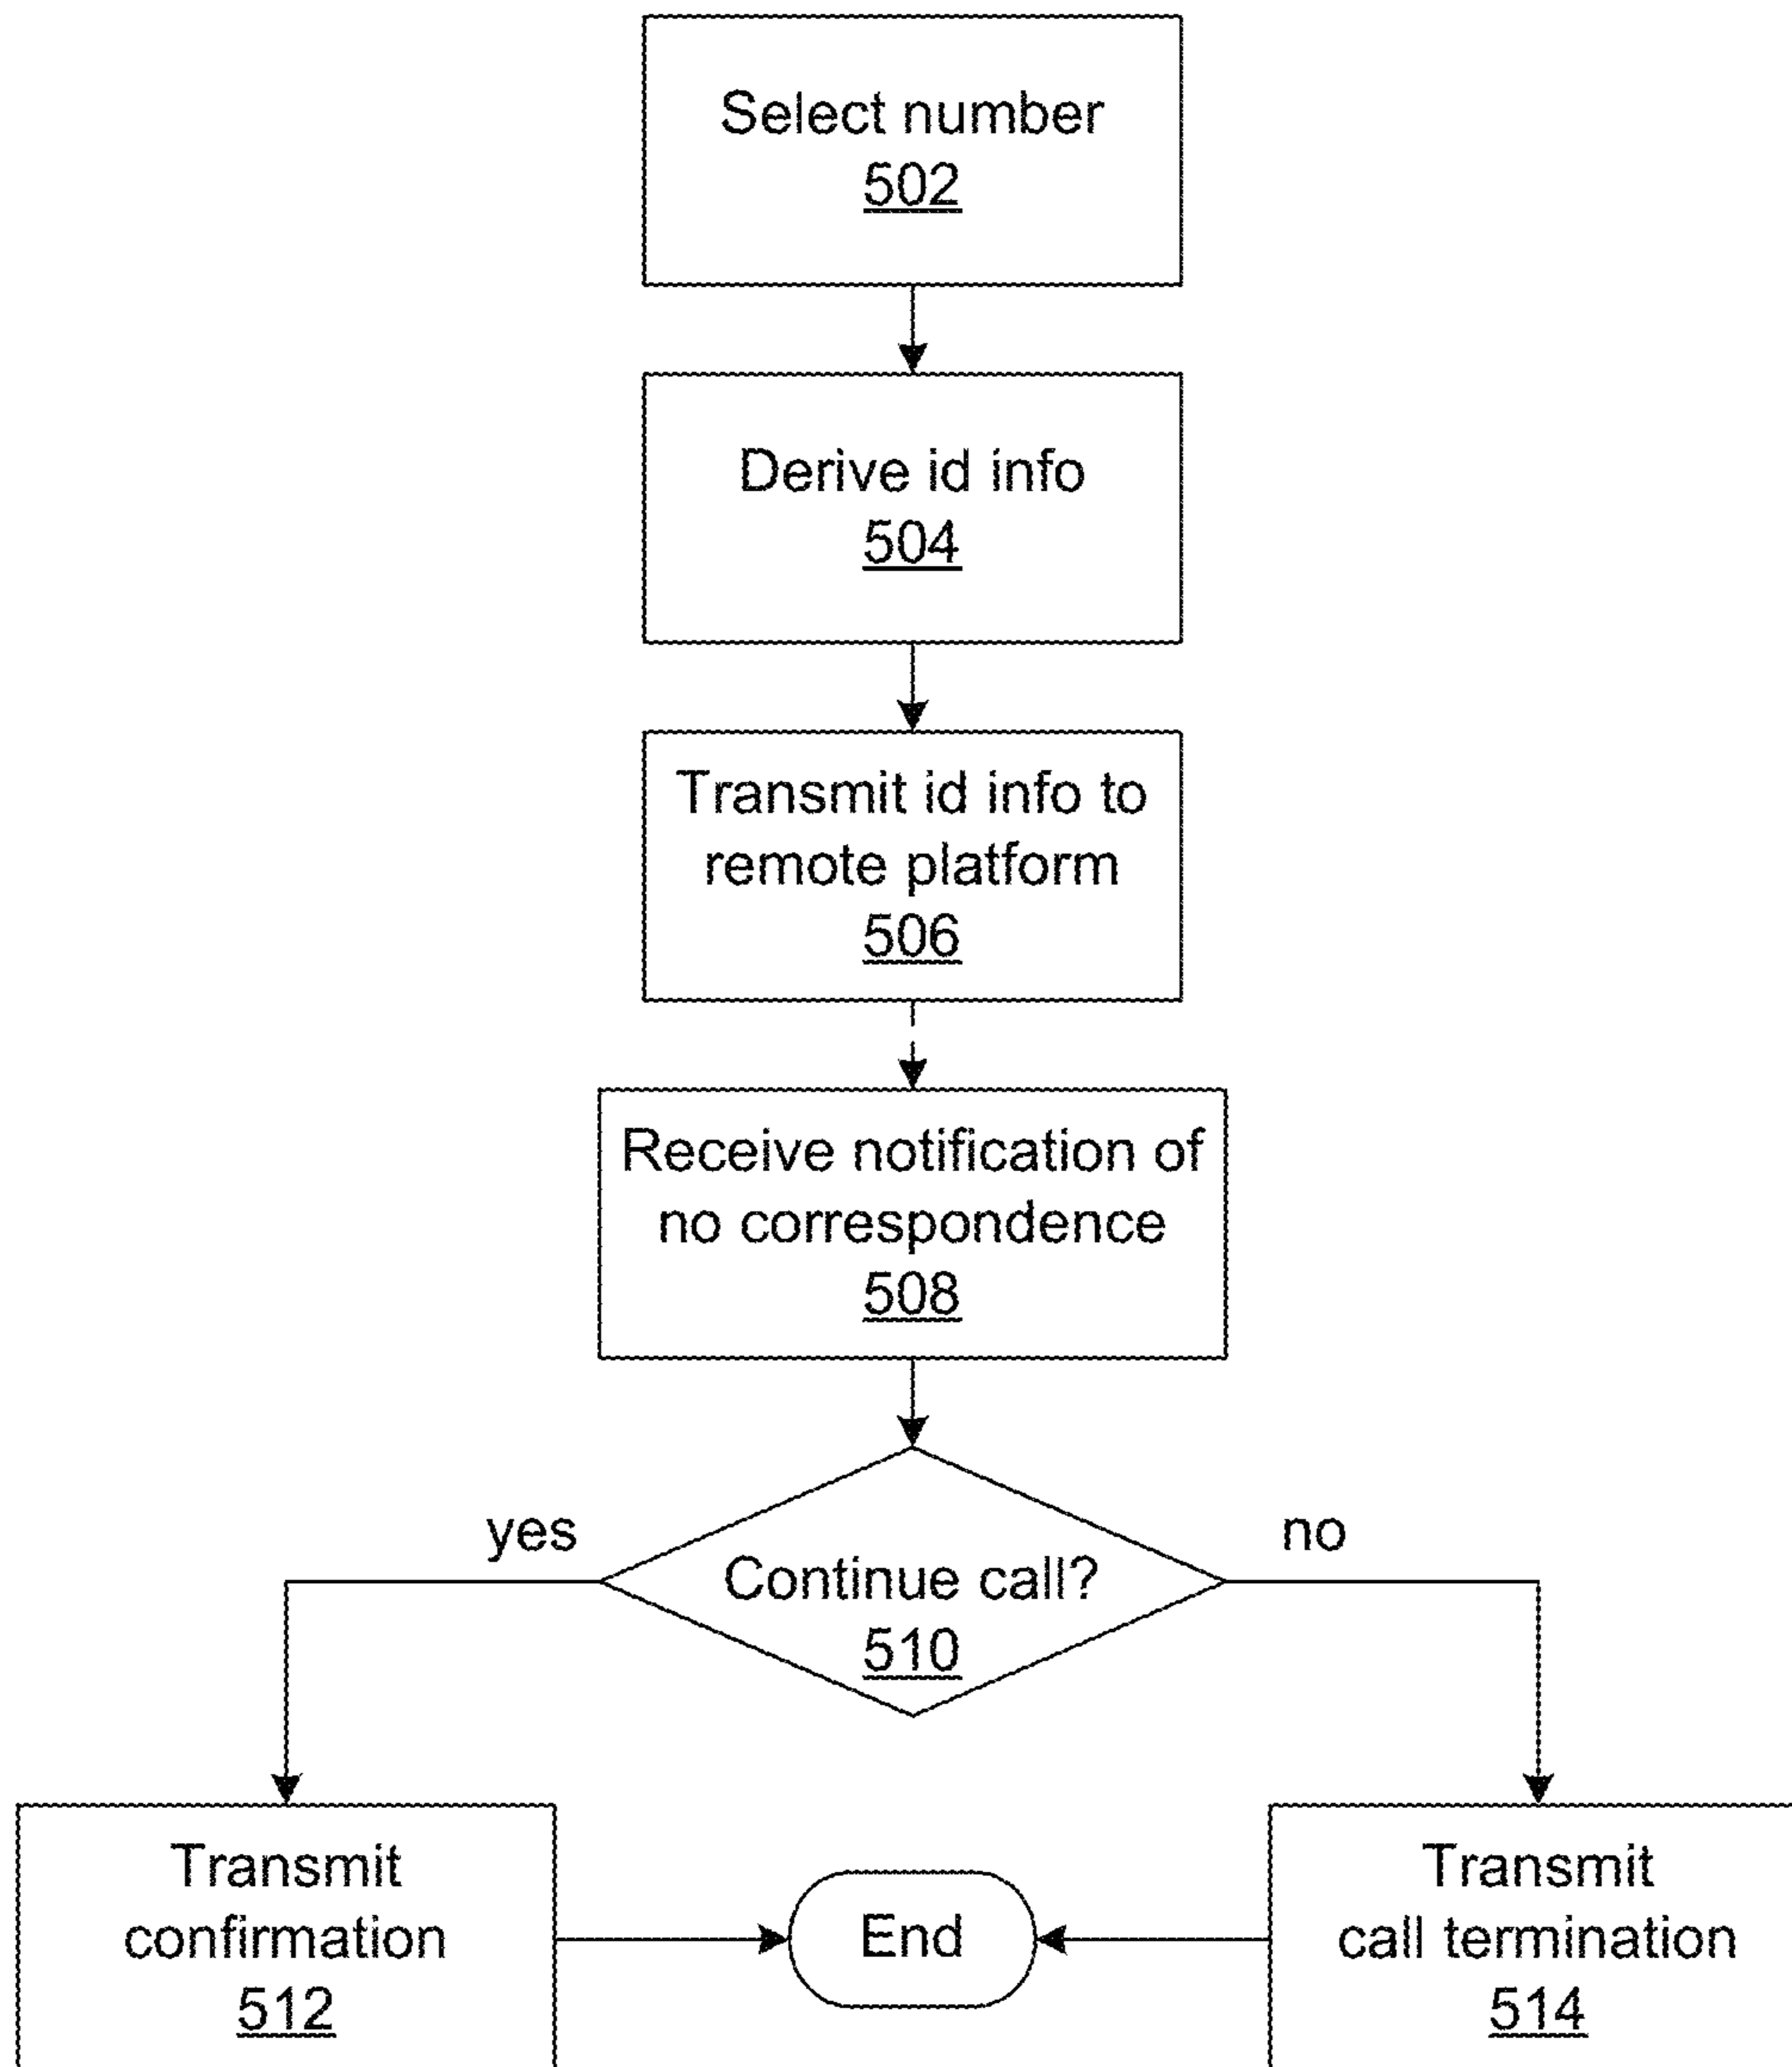 Select number
502
Derive id info
504
Transmit id info to
remote platform
506
Receive notification of
no correspondence
508
yes
no
Continue call?
510
Transmit
confirmation
512
End
Transmit
call termination
514